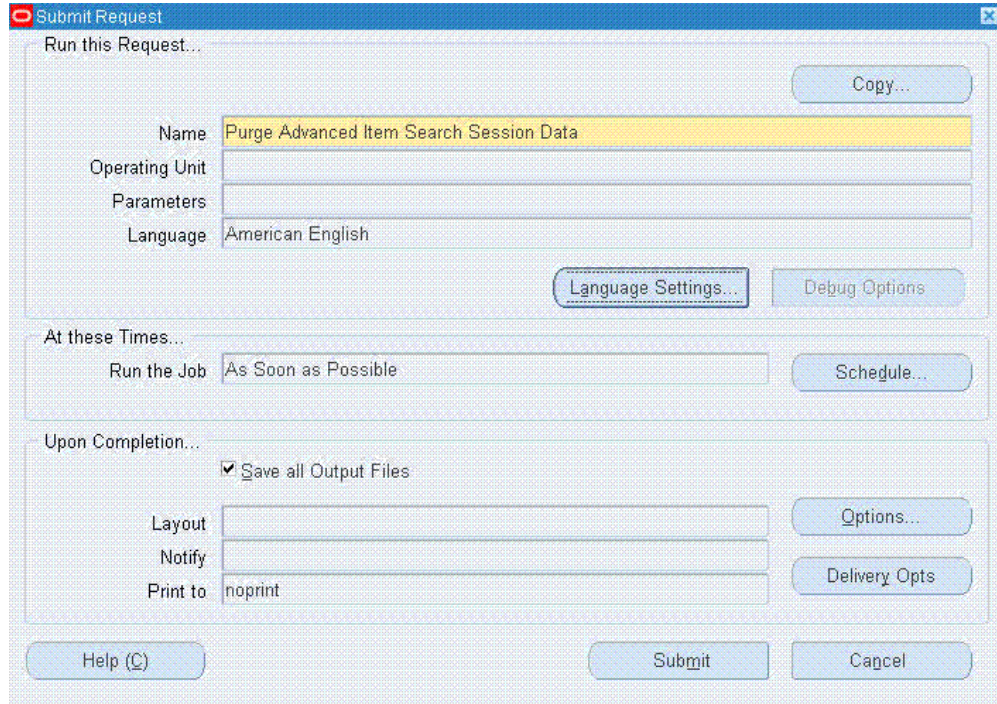 Submit Request
Run this Request...
Copy...
Name Purge Advanced Item Search Session Data
Operating Unit
Parameters
Language American English
Language Settings... Debug Options
At these Times...
Run the Job As Soon as Possible Schedule...
Upon Completion...
Save all Output Files
Layout Options...
Notify
Delivery Opts
Print to noprint
Help (C) Submit Cancel